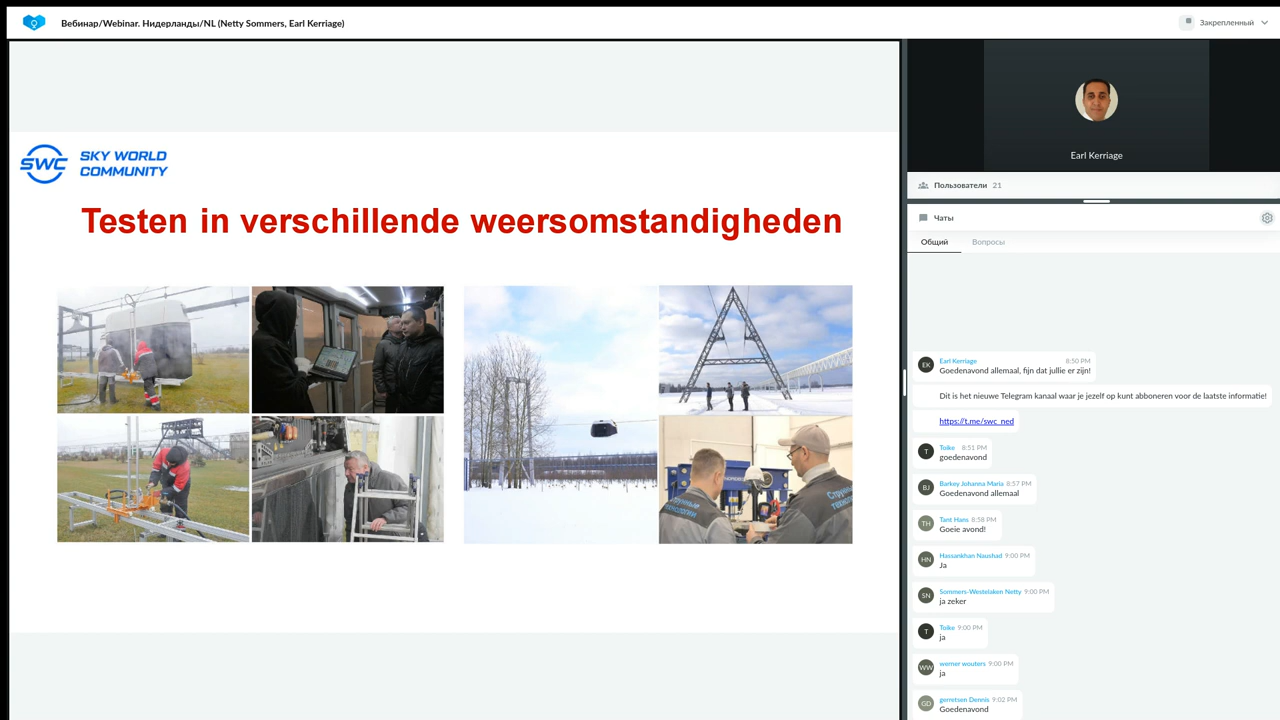 Вебинар/Webinar. Нидерланды/NL (Netty Sommers, Earl Kerriage)
Закрепленный
SWC SKY WORLD
COMMUNITY
Testen in verschillende weersomstandigheden
Earl Kerriage
Пользователи 21
Чаты
Общий Вопросы
EK Earl Kerriage 8:50 PM
Goedenavond allemaal, fijn dat jullie er zijn!
Dit is het nieuwe Telegram kanaal waar je jezelf op kunt abboneren voor de laatste informatie!
https://t.me/swc_ned
T Toike 8:51 PM
goedenavond
BJ Barkey Johanna Maria 8:57 PM
Goedenavond allemaal
TH Tant Hans 8:58 PM
Goeie avond!
HN Hassankhan Naushad 9:00 PM
Ja
SN Sommers-Westelaken Netty 9:00 PM
ja zeker
T Toike 9:00 PM
ja
WW werner wouters 9:00 PM
ja
GD gerretsen Dennis 9:02 PM
Goedenavond